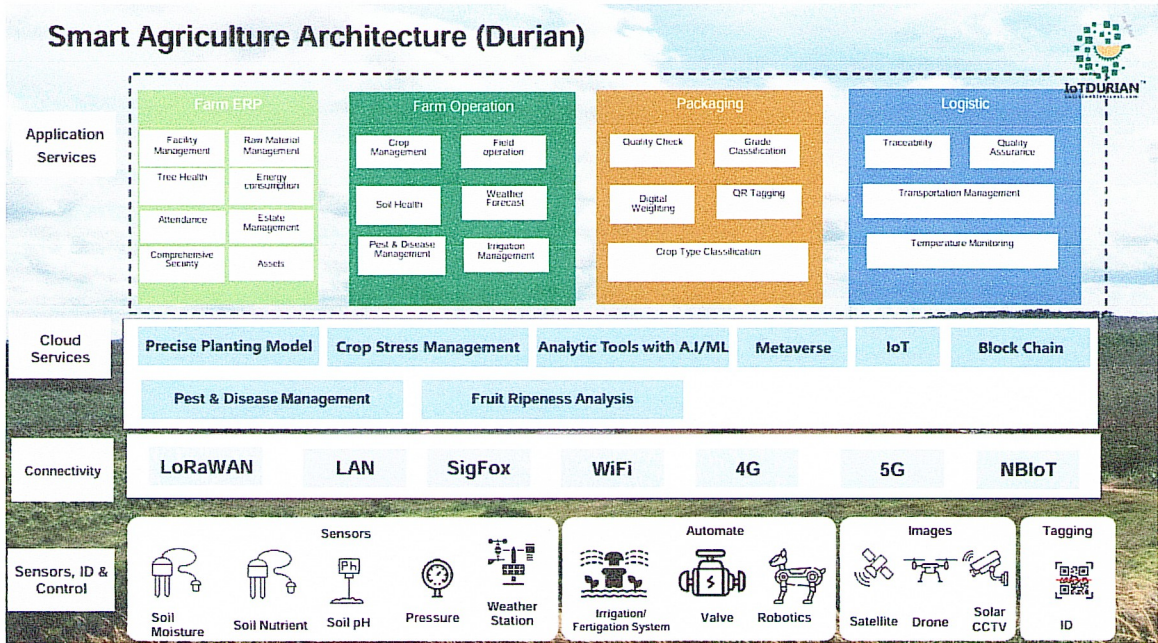 Smart Agriculture Architecture (Durian)
IoTDURIAN™
Application
Services
Farm ERP
Facility
Management
Raw Material
Management
Tree Health
Energy
consumption
Attendance
Estate
Management
Comprehensive
Security
Assets
Farm Operation
Crop
Management
Field
operation
Soil Health
Weather
Forecast
Pest & Disease
Management
Irrigation
Management
Packaging
Quality Check
Grade
Classification
Digital
Weighting
QR Tagging
Crop Type Classification
Logistic
Traceability
Quality
Assurance
Transportation Management
Temperature Monitoring
Cloud
Services
Precise Planting Model
Crop Stress Management
Analytic Tools with A.I/ML
Metaverse
IoT
Block Chain
Pest & Disease Management
Fruit Ripeness Analysis
Connectivity
LoRaWAN
LAN
SigFox
WiFi
4G
5G
NBIoT
Sensors, ID &
Control
Sensors
Soil
Moisture
Soil Nutrient
Ph
Soil pH
Pressure
Weather
Station
Automate
Irrigation/
Fertigation System
Valve
Robotics
Images
Satellite
Drone
Solar
CCTV
Tagging
ID